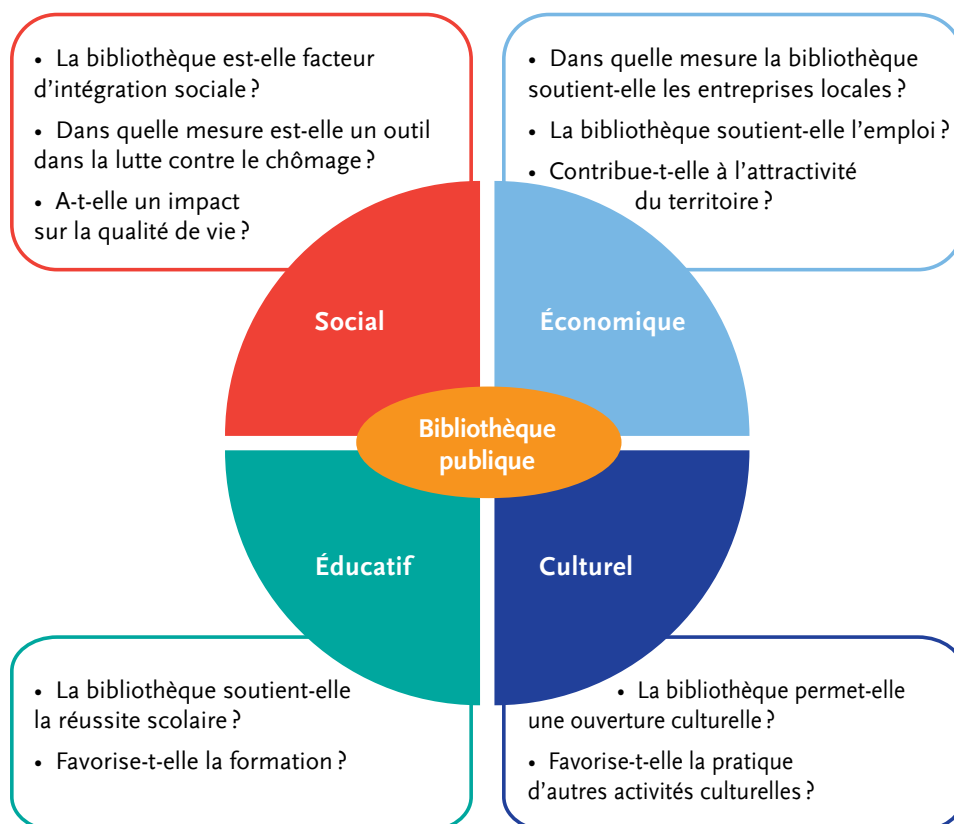 • La bibliothèque est-elle facteur
d'intégration sociale ?
• Dans quelle mesure est-elle un outil
dans la lutte contre le chômage ?
• A-t-elle un impact
sur la qualité de vie ?
• Dans quelle mesure la bibliothèque
soutient-elle les entreprises locales ?
• La bibliothèque soutient-elle l'emploi ?
• Contribue-t-elle à l'attractivité
du territoire ?
Social
Économique
Bibliothèque
publique
Éducatif
Culturel
• La bibliothèque soutient-elle
la réussite scolaire ?
• Favorise-t-elle la formation ?
• La bibliothèque permet-elle
une ouverture culturelle ?
• Favorise-t-elle la pratique
d'autres activités culturelles ?